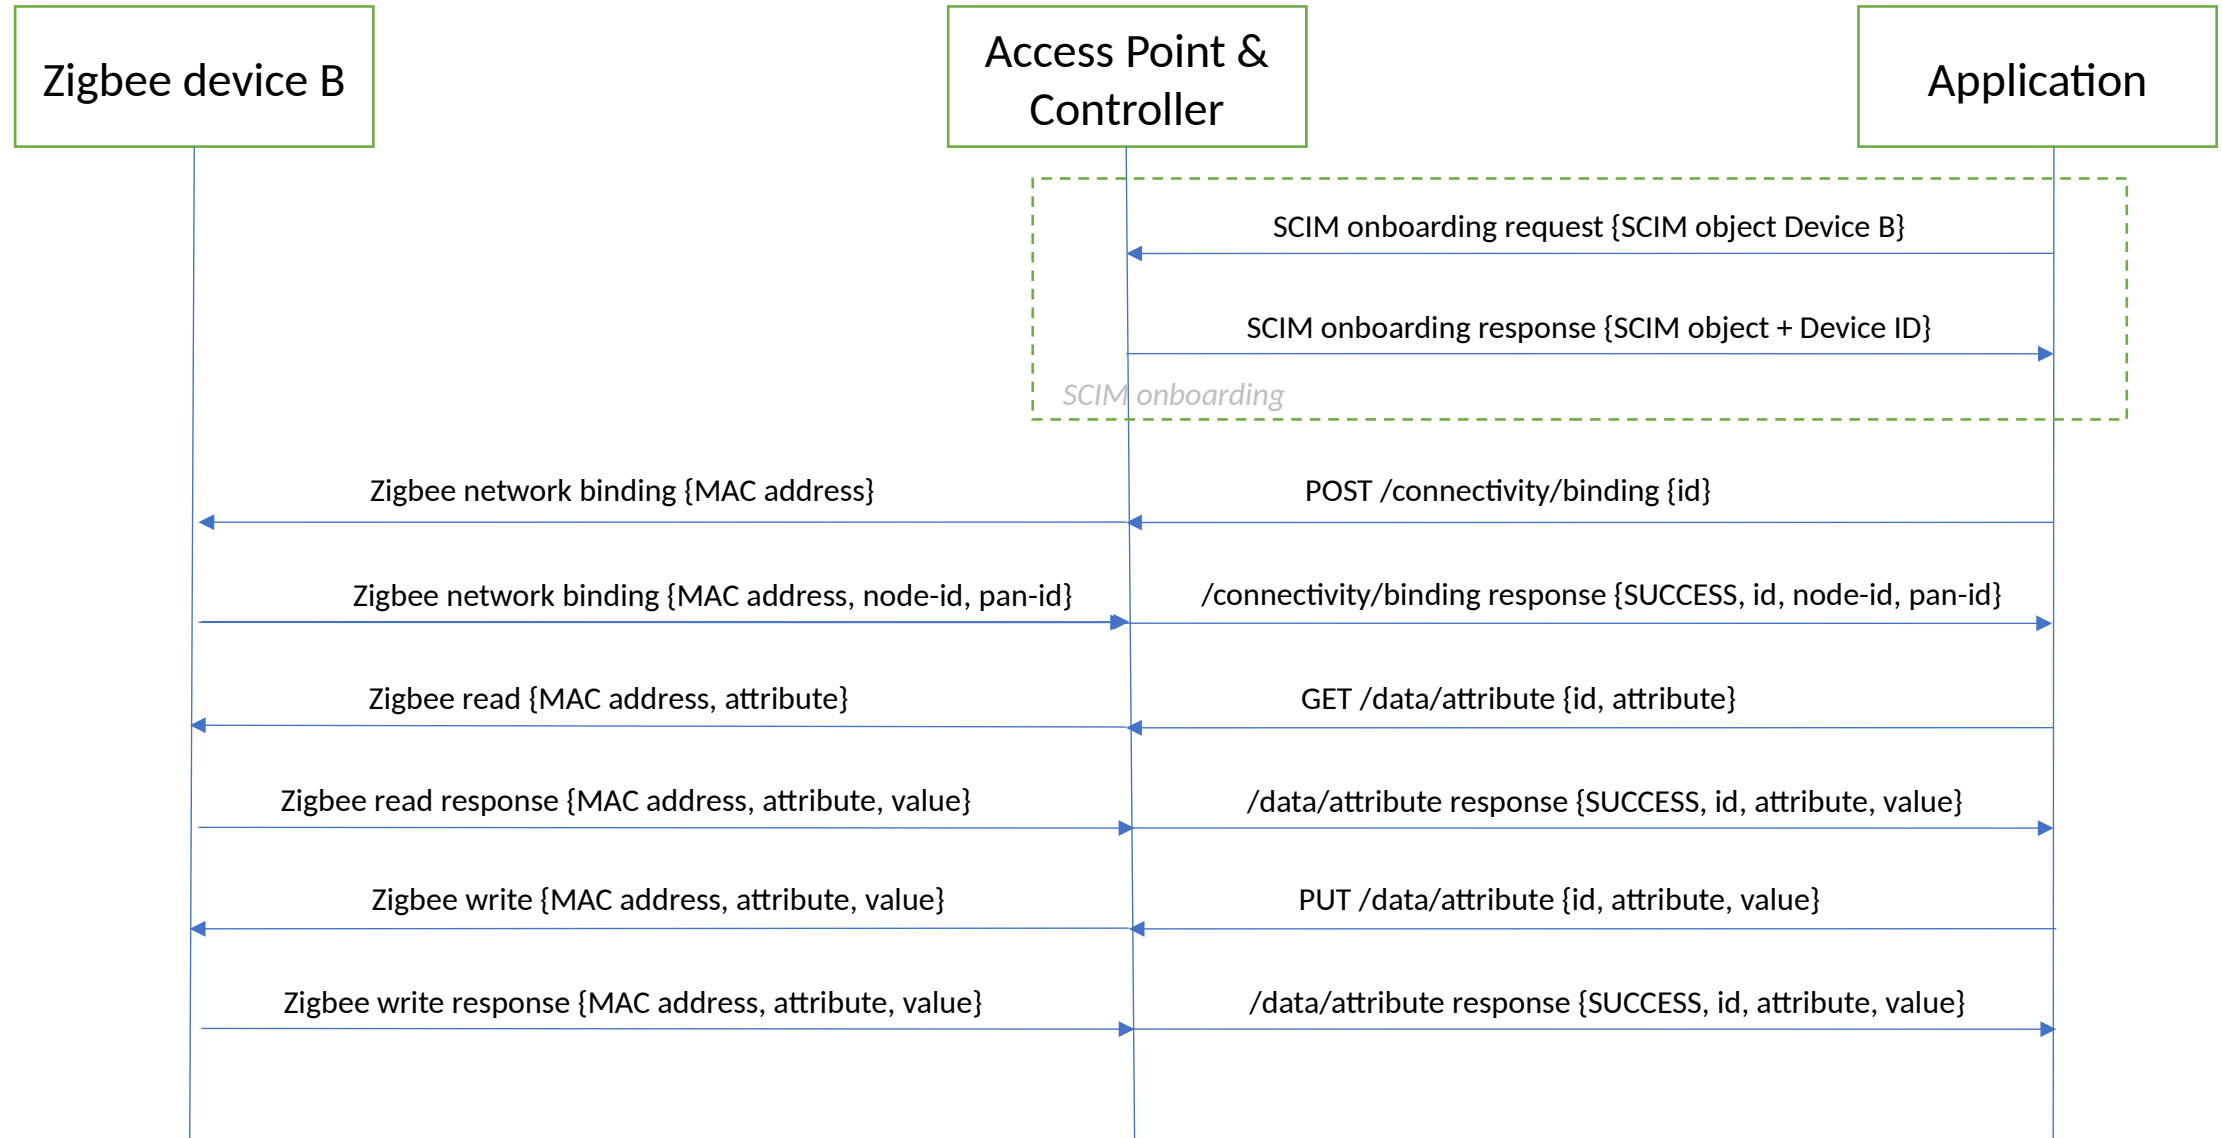 Zigbee device B
Access Point &
Controller
Application
SCIM onboarding request {SCIM object Device B}
SCIM onboarding response {SCIM object + Device ID}
SCIM onboarding
Zigbee network binding {MAC address}
POST /connectivity/binding {id}
Zigbee network binding {MAC address, node-id, pan-id}
/connectivity/binding response {SUCCESS, id, node-id, pan-id}
Zigbee read {MAC address, attribute}
GET /data/attribute {id, attribute}
Zigbee read response {MAC address, attribute, value}
/data/attribute response {SUCCESS, id, attribute, value}
Zigbee write {MAC address, attribute, value}
PUT /data/attribute {id, attribute, value}
Zigbee write response {MAC address, attribute, value}
/data/attribute response {SUCCESS, id, attribute, value}